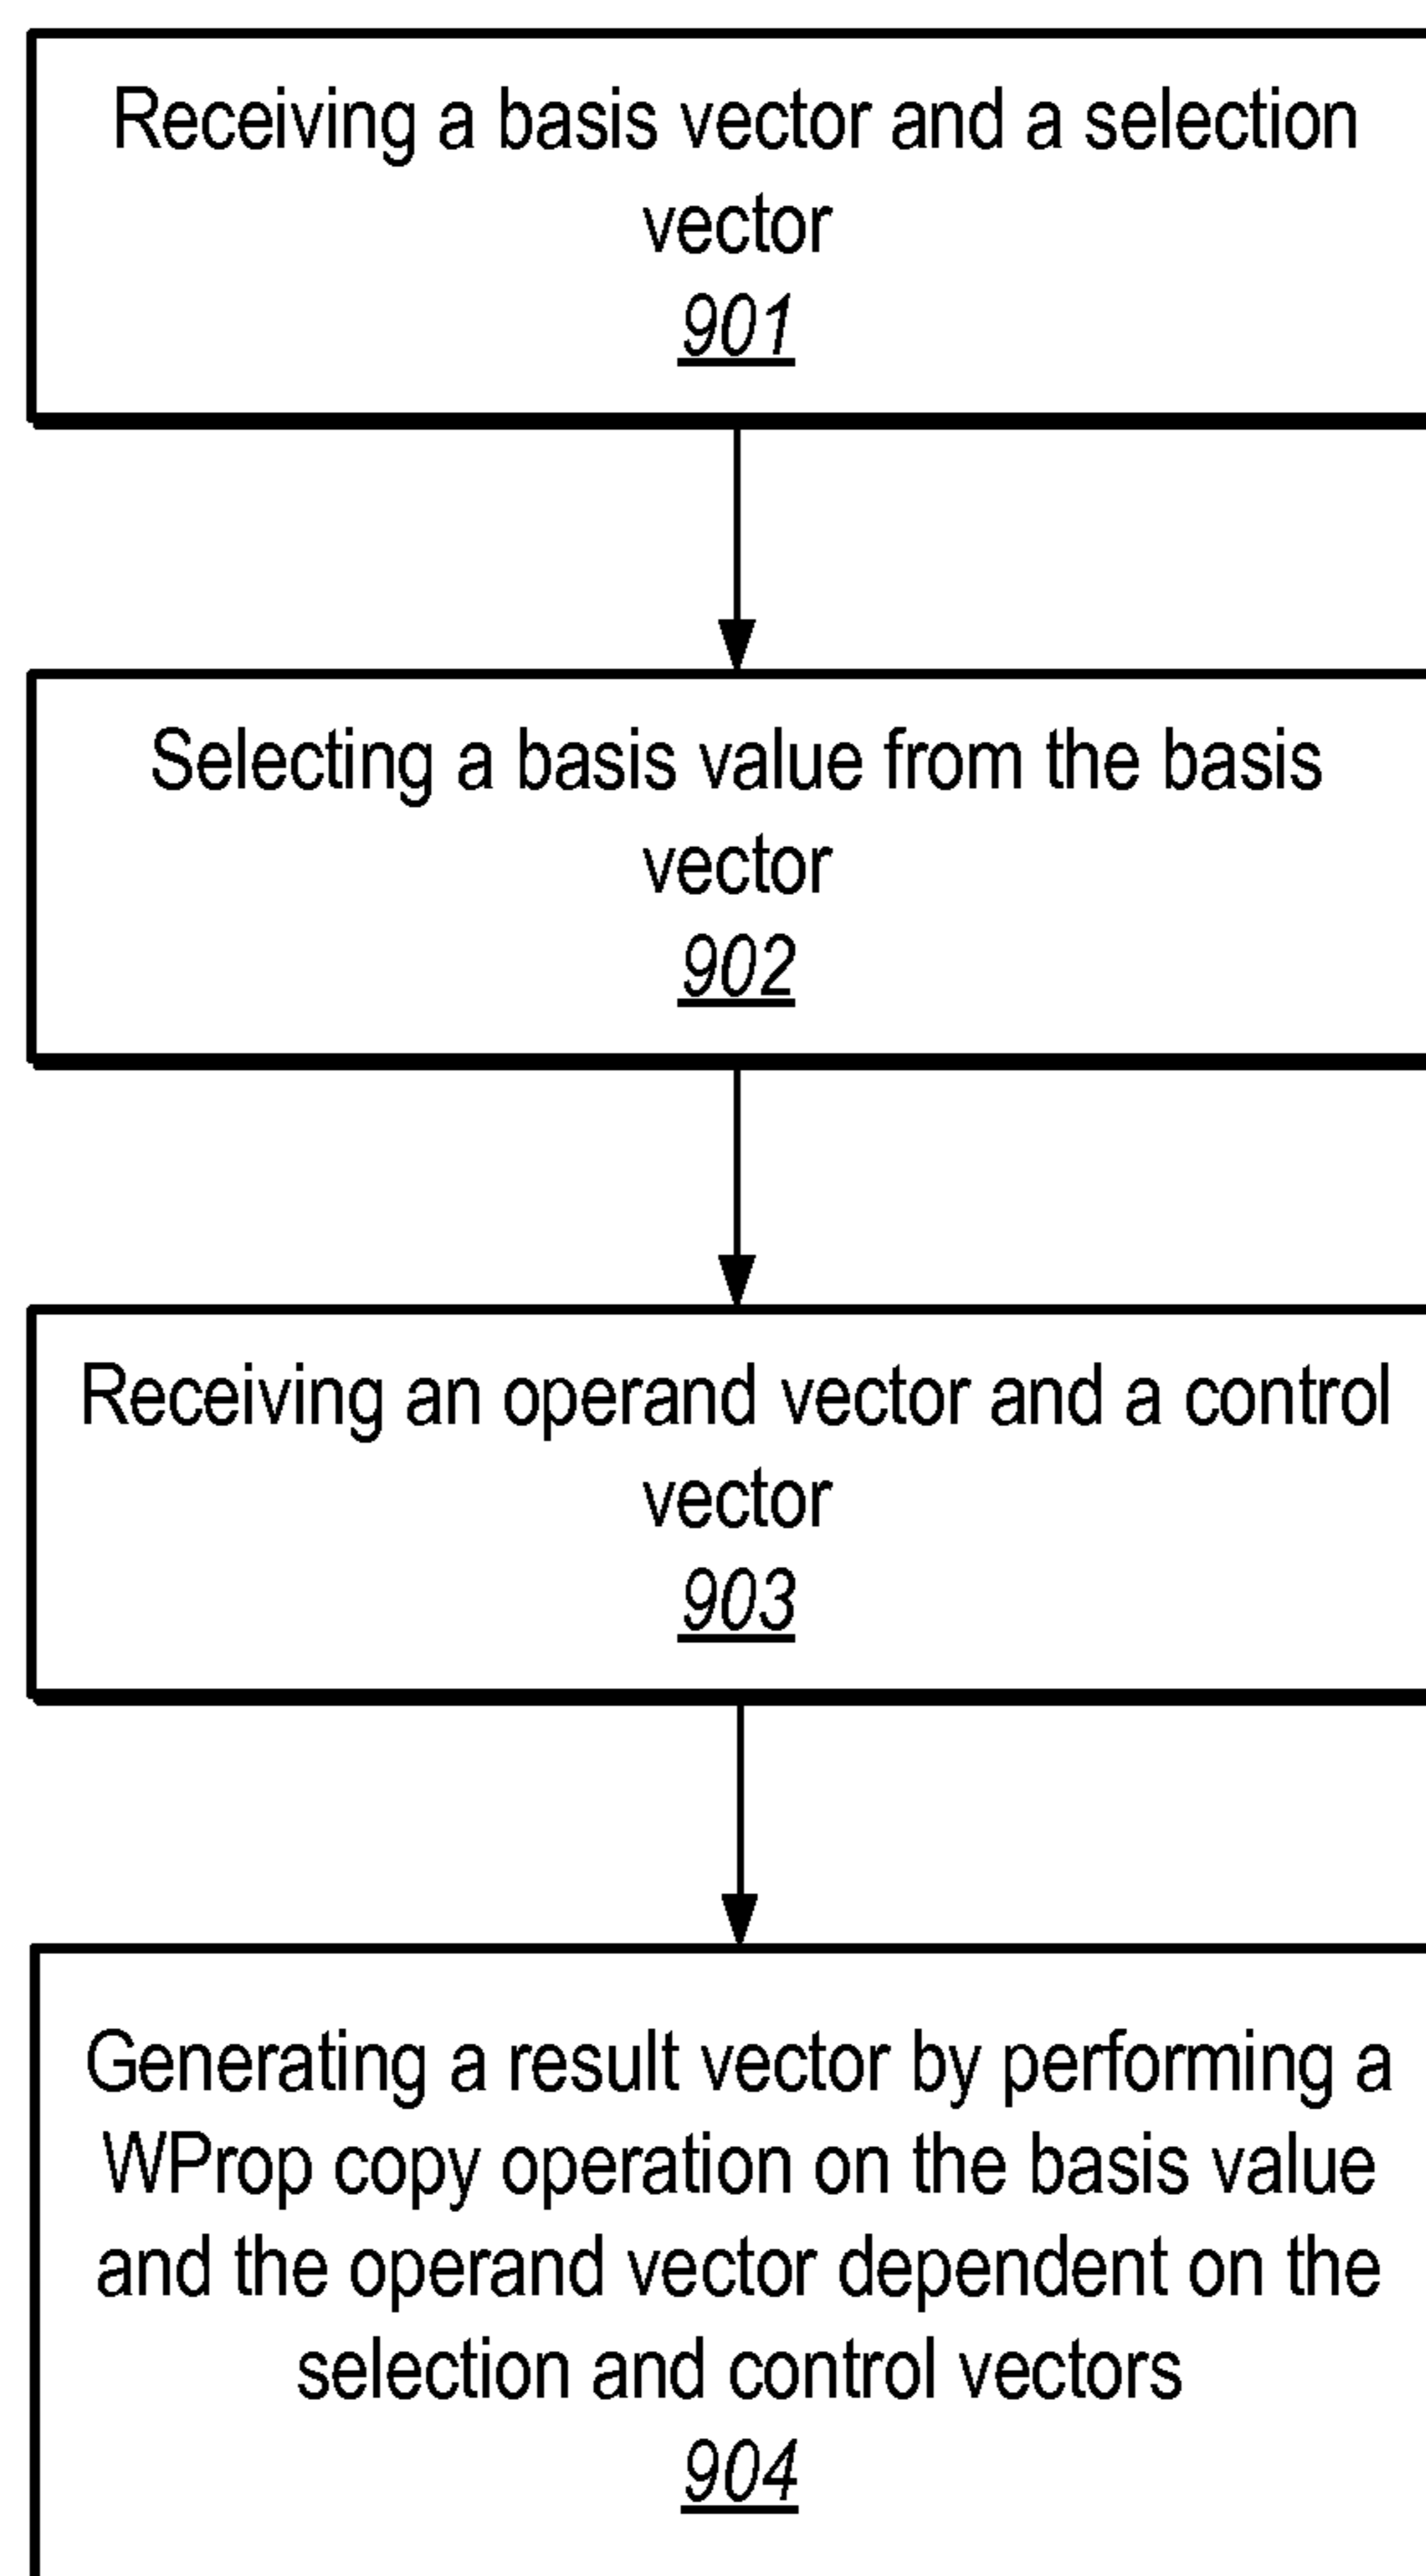 Receiving a basis vector and a selection
vector
901
Selecting a basis value from the basis
vector
902
Receiving an operand vector and a control
vector
903
Generating a result vector by performing a
WProp copy operation on the basis value
and the operand vector dependent on the
selection and control vectors
904